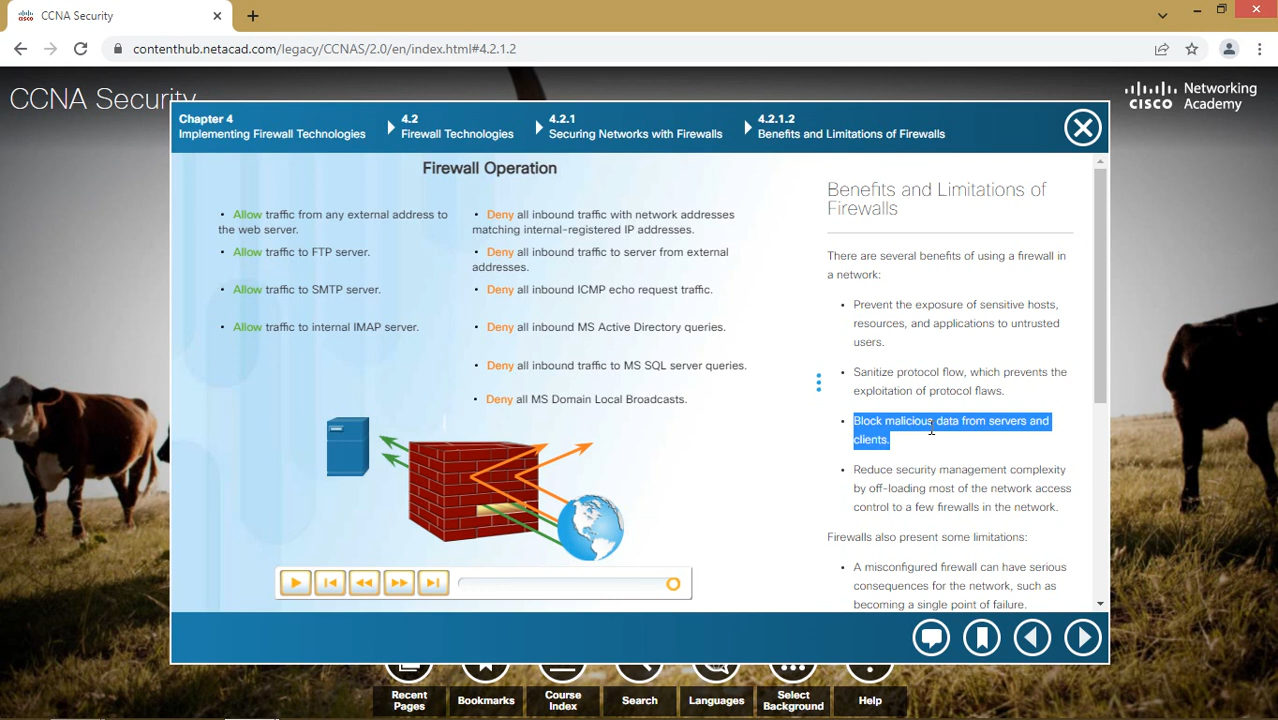 CCNA Security
contenthub.netacad.com/legacy/CCNAS/2.0/en/index.html#4.2.1.2
CCNA Security
Networking
CISCO Academy
Chapter 4
Implementing Firewall Technologies
4.2
Firewall Technologies
4.2.1
Securing Networks with Firewalls
4.2.1.2
Benefits and Limitations of Firewalls
Firewall Operation
• Allow traffic from any external address to
the web server.
• Allow traffic to FTP server.
• Allow traffic to SMTP server.
• Allow traffic to internal IMAP server.
• Deny all inbound traffic with network addresses
matching internal-registered IP addresses.
• Deny all inbound traffic to server from external
addresses.
• Deny all inbound ICMP echo request traffic.
• Deny all inbound MS Active Directory queries.
• Deny all inbound traffic to MS SQL server queries.
• Deny all MS Domain Local Broadcasts.
Benefits and Limitations of
Firewalls
There are several benefits of using a firewall in
a network:
• Prevent the exposure of sensitive hosts,
resources, and applications to untrusted
users.
• Sanitize protocol flow, which prevents the
exploitation of protocol flaws.
• Block malicious data from servers and
clients.
• Reduce security management complexity
by off-loading most of the network access
control to a few firewalls in the network.
Firewalls also present some limitations:
• A misconfigured firewall can have serious
consequences for the network, such as
becoming a single point of failure.
Recent
Pages
Bookmarks
Course
Index
Search
Languages
Select
Background
Help